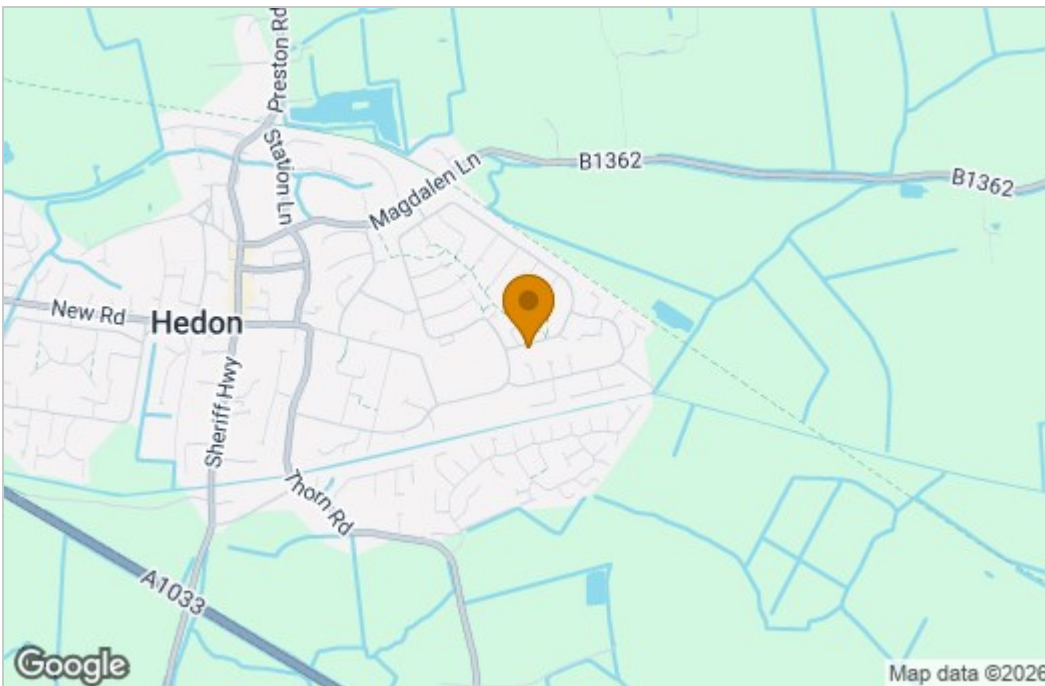 Preston Rd
Station Ln
Magdalen Ln
B1362
B1362
New Rd
Hedon
Sheriff Hwy
Thorn Rd
A1033
Google
Map data ©2026